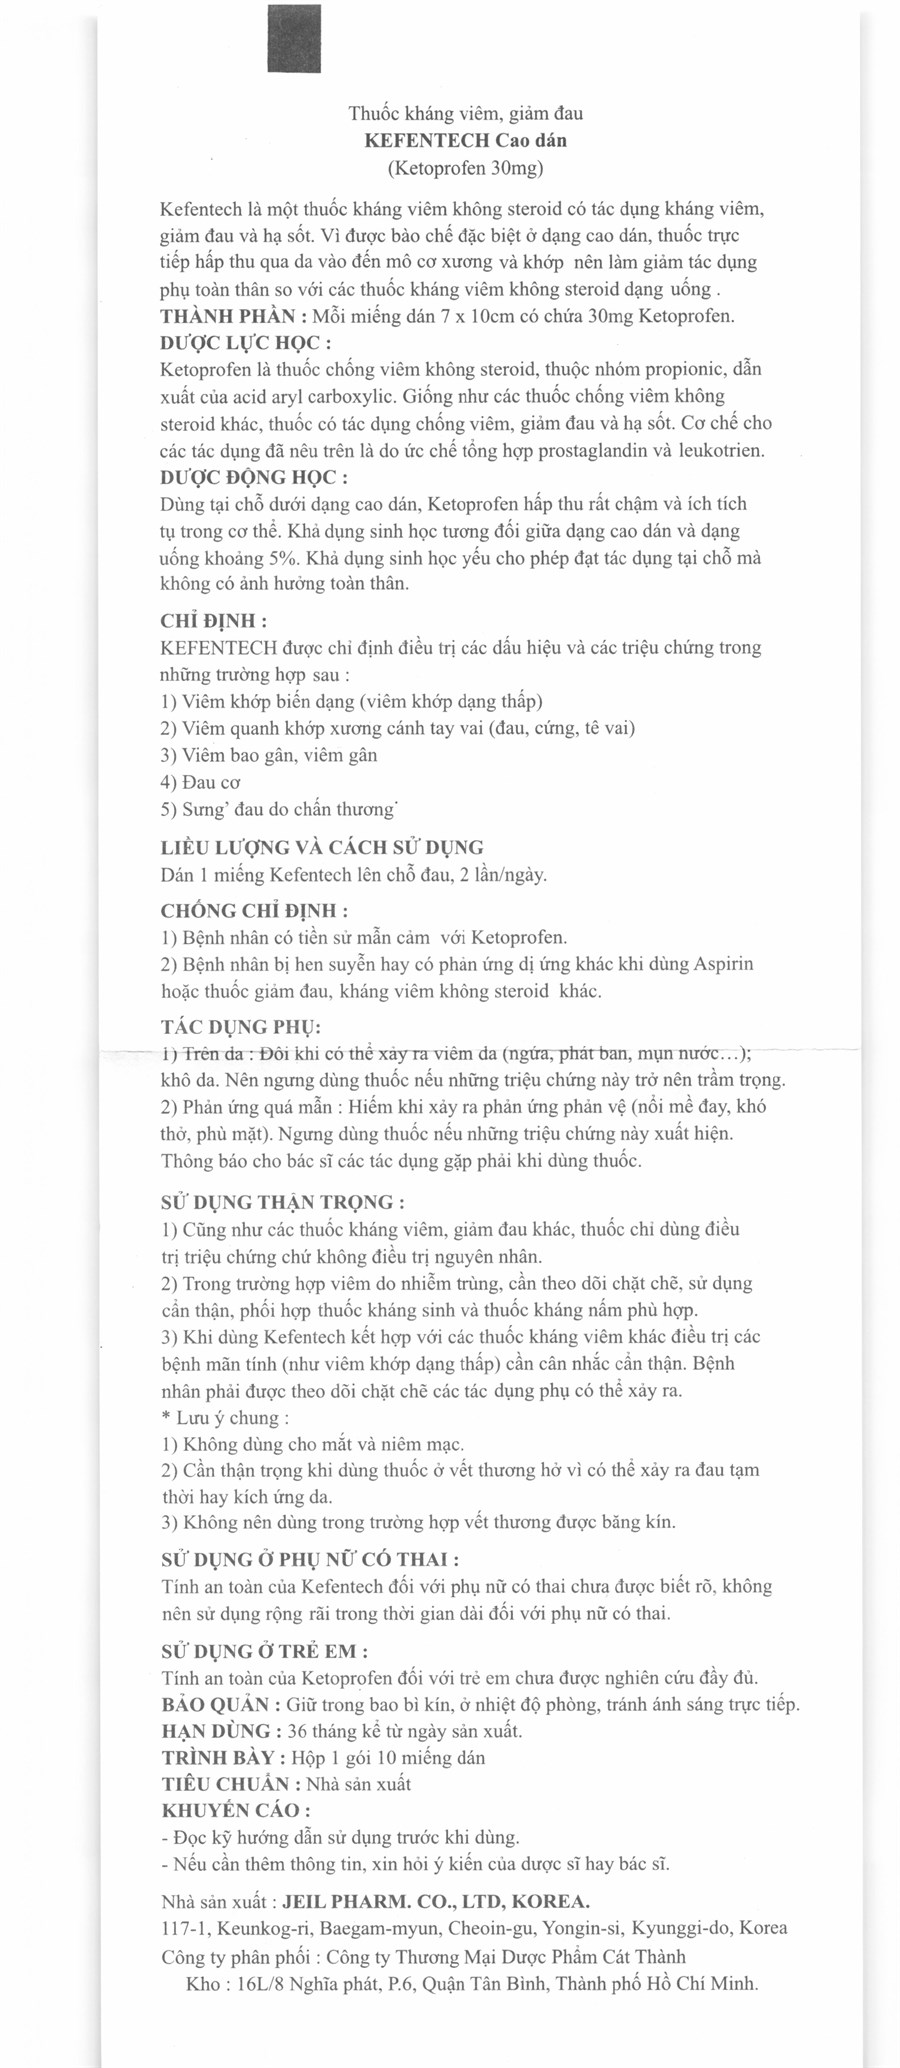 Thuốc kháng viêm, giảm đau
KEFENTECH Cao dán
(Ketoprofen 30mg)
Kefentech là một thuốc kháng viêm không steroid có tác dụng kháng viêm,
giảm đau và hạ sốt. Vì được bào chế đặc biệt ở dạng cao dán, thuốc trực
tiếp hấp thu qua da vào đến mô cơ xương và khớp nên làm giảm tác dụng
phụ toàn thân so với các thuốc kháng viêm không steroid dạng uống .
THÀNH PHẦN : Mỗi miếng dán 7 x 10cm có chứa 30mg Ketoprofen.
DƯỢC LỰC HỌC :
Ketoprofen là thuốc chống viêm không steroid, thuộc nhóm propionic, dẫn
xuất của acid aryl carboxylic. Giống như các thuốc chống viêm không
steroid khác, thuốc có tác dụng chống viêm, giảm đau và hạ sốt. Cơ chế cho
các tác dụng đã nêu trên là do ức chế tổng hợp prostaglandin và leukotrien.
DƯỢC ĐỘNG HỌC :
Dùng tại chỗ dưới dạng cao dán, Ketoprofen hấp thu rất chậm và ích tích
tụ trong cơ thể. Khả dụng sinh học tương đối giữa dạng cao dán và dạng
uống khoảng 5%. Khả dụng sinh học yếu cho phép đạt tác dụng tại chỗ mà
không có ảnh hưởng toàn thân.
CHỈ ĐỊNH :
KEFENTECH được chỉ định điều trị các dấu hiệu và các triệu chứng trong
những trường hợp sau :
1) Viêm khớp biến dạng (viêm khớp dạng thấp)
2) Viêm quanh khớp xương cánh tay vai (đau, cứng, tê vai)
3) Viêm bao gân, viêm gân
4) Đau cơ
5) Sưng’ đau do chấn thương˙
LIỀU LƯỢNG VÀ CÁCH SỬ DỤNG
Dán 1 miếng Kefentech lên chỗ đau, 2 lần/ngày.
CHỐNG CHỈ ĐỊNH :
1) Bệnh nhân có tiền sử mẫn cảm với Ketoprofen.
2) Bệnh nhân bị hen suyễn hay có phản ứng dị ứng khác khi dùng Aspirin
hoặc thuốc giảm đau, kháng viêm không steroid khác.
TÁC DỤNG PHỤ:
1) Trên da : Đôi khi có thể xảy ra viêm da (ngứa, phát ban, mụn nước…);
khô da. Nên ngưng dùng thuốc nếu những triệu chứng này trở nên trầm trọng.
2) Phản ứng quá mẫn : Hiếm khi xảy ra phản ứng phản vệ (nổi mề đay, khó
thở, phù mặt). Ngưng dùng thuốc nếu những triệu chứng này xuất hiện.
Thông báo cho bác sĩ các tác dụng gặp phải khi dùng thuốc.
SỬ DỤNG THẬN TRỌNG :
1) Cũng như các thuốc kháng viêm, giảm đau khác, thuốc chỉ dùng điều
trị triệu chứng chứ không điều trị nguyên nhân.
2) Trong trường hợp viêm do nhiễm trùng, cần theo dõi chặt chẽ, sử dụng
cẩn thận, phối hợp thuốc kháng sinh và thuốc kháng nấm phù hợp.
3) Khi dùng Kefentech kết hợp với các thuốc kháng viêm khác điều trị các
bệnh mãn tính (như viêm khớp dạng thấp) cần cân nhắc cẩn thận. Bệnh
nhân phải được theo dõi chặt chẽ các tác dụng phụ có thể xảy ra.
* Lưu ý chung :
1) Không dùng cho mắt và niêm mạc.
2) Cẩn thận trọng khi dùng thuốc ở vết thương hở vì có thể xảy ra đau tạm
thời hay kích ứng da.
3) Không nên dùng trong trường hợp vết thương được băng kín.
SỬ DỤNG Ở PHỤ NỮ CÓ THAI :
Tính an toàn của Kefentech đối với phụ nữ có thai chưa được biết rõ, không
nên sử dụng rộng rãi trong thời gian dài đối với phụ nữ có thai.
SỬ DỤNG Ở TRẺ EM :
Tính an toàn của Ketoprofen đối với trẻ em chưa được nghiên cứu đầy đủ.
BẢO QUẢN : Giữ trong bao bì kín, ở nhiệt độ phòng, tránh ánh sáng trực tiếp.
HẠN DÙNG : 36 tháng kể từ ngày sản xuất.
TRÌNH BÀY : Hộp 1 gói 10 miếng dán
TIÊU CHUẨN : Nhà sản xuất
KHUYẾN CÁO :
- Đọc kỹ hướng dẫn sử dụng trước khi dùng.
- Nếu cần thêm thông tin, xin hỏi ý kiến của dược sĩ hay bác sĩ.
Nhà sản xuất : JEIL PHARM. CO., LTD, KOREA.
117-1, Keunkog-ri, Baegam-myun, Cheoin-gu, Yongin-si, Kyunggi-do, Korea
Công ty phân phối : Công ty Thương Mại Dược Phẩm Cát Thành
Kho : 16L/8 Nghĩa phát, P.6, Quận Tân Bình, Thành phố Hồ Chí Minh.